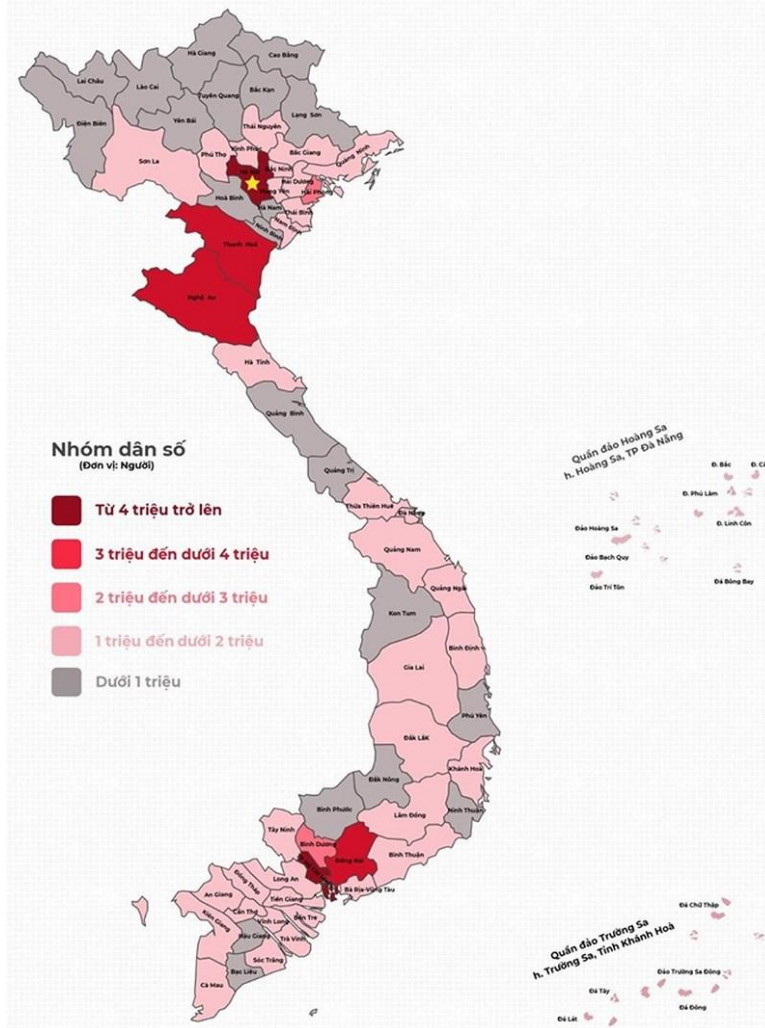 Hà Giang
Cao Bằng
Lai Châu
Lào Cai
Tuyên Quang
Bắc Kạn
Lạng Sơn
Điện Biên
Yên Bái
Thái Nguyên
Sơn La
Phú Thọ
Vĩnh Phúc
Bắc Giang
Quảng Ninh
Bắc Ninh
Hải Dương
Hưng Yên
Hải Phòng
Hoà Bình
Hà Nam
Thái Bình
Nam Định
Ninh Bình
Thanh Hoá
Nghệ An
Hà Tĩnh
Quảng Bình
Nhóm dân số
(Đơn vị: Người)
Từ 4 triệu trở lên
3 triệu đến dưới 4 triệu
2 triệu đến dưới 3 triệu
1 triệu đến dưới 2 triệu
Dưới 1 triệu
Quảng Trị
Thừa Thiên Huế
Đà Nẵng
Quảng Nam
Quảng Ngãi
Kon Tum
Bình Định
Gia Lai
Phú Yên
Đắk Lắk
Khánh Hoà
Đắk Nông
Ninh Thuận
Bình Phước
Lâm Đồng
Tây Ninh
Bình Dương
Đồng Nai
Bình Thuận
Bà Rịa-Vũng Tàu
Long An
Đồng Tháp
An Giang
Tiền Giang
Kiên Giang
Cần Thơ
Vĩnh Long
Bến Tre
Hậu Giang
Trà Vinh
Sóc Trăng
Bạc Liêu
Cà Mau
Quần đảo Hoàng Sa
h. Hoàng Sa, TP Đà Nẵng
Đ. Bắc
Đ. Phú Lâm
Đ. Linh Côn
Đảo Hoàng Sa
Đảo Bạch Quy
Đảo Tri Tôn
Đá Bông Bay
Quần đảo Trường Sa
h. Trường Sa, Tỉnh Khánh Hoà
Đá Chữ Thập
Đảo Trường Sa Đông
Đá Tây
Đá Đông
Đá Lát